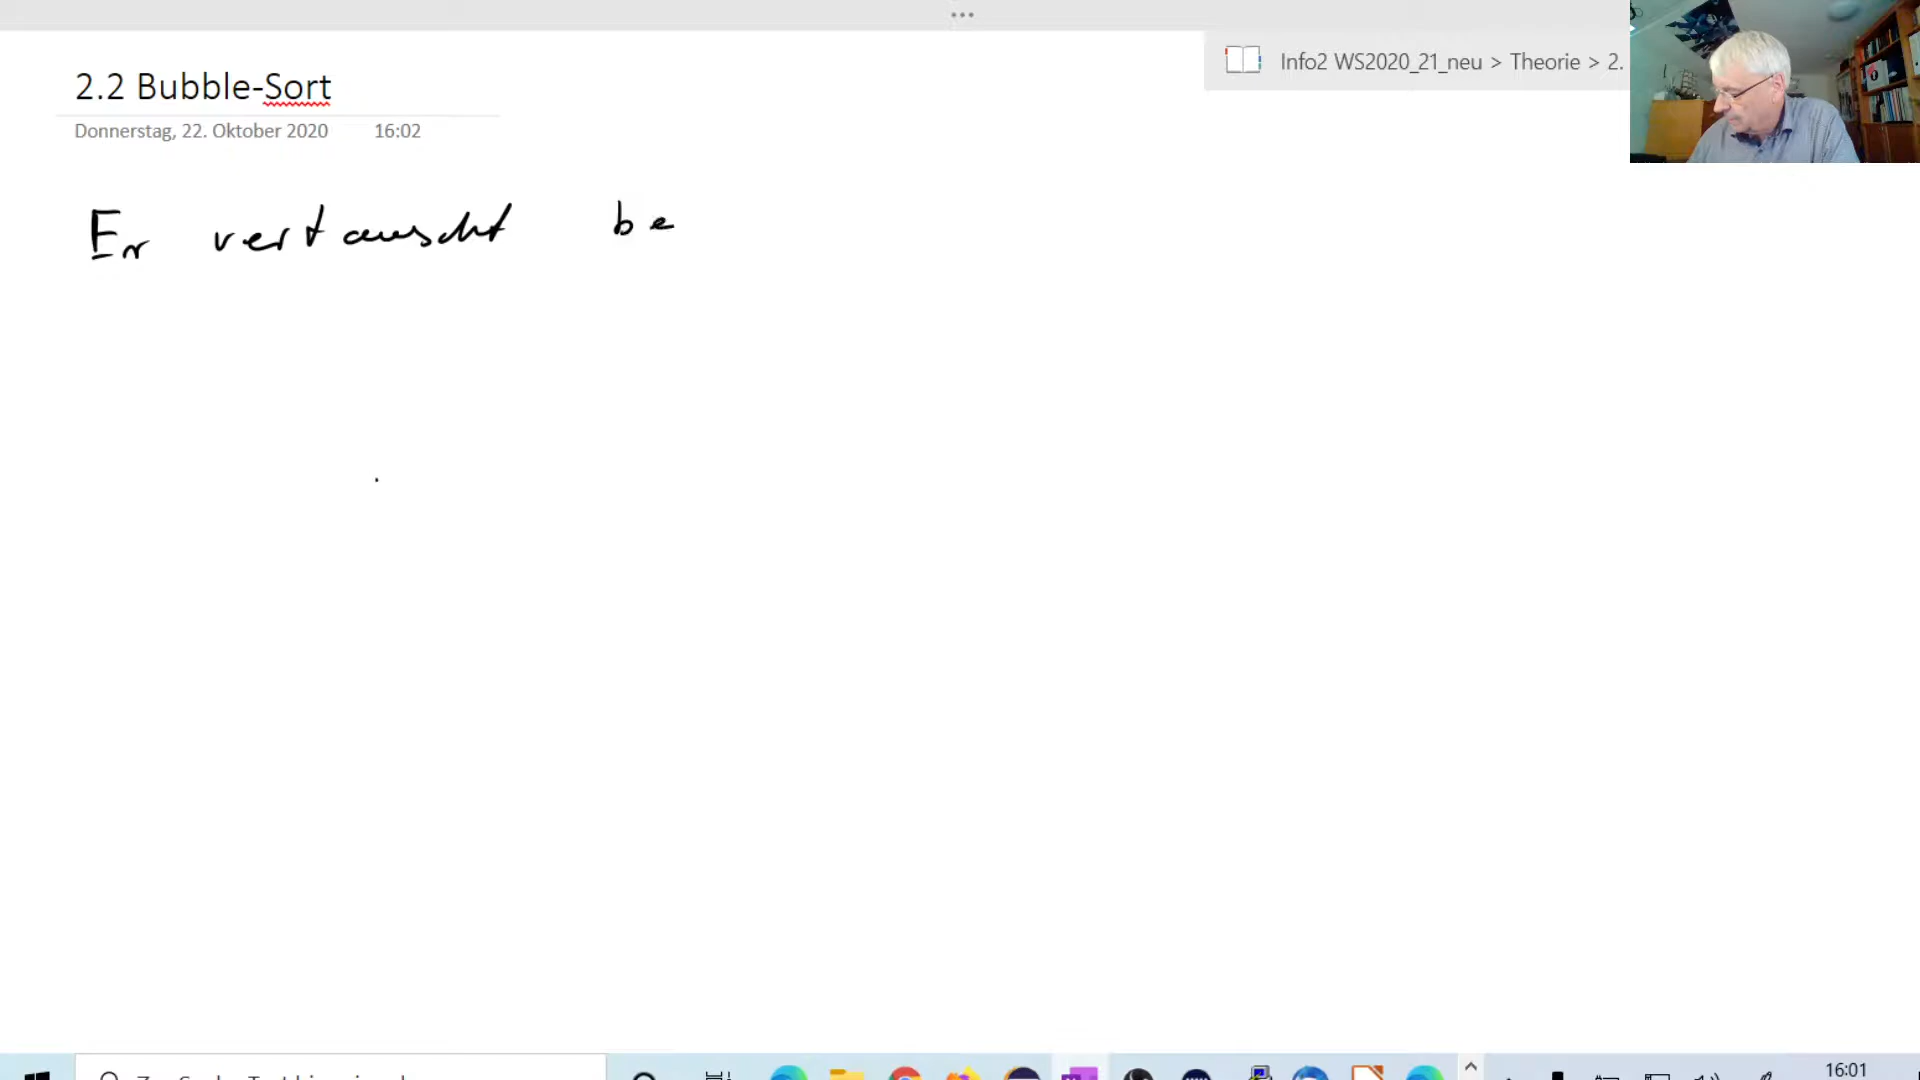 Info2 WS2020_21_neu > Theorie > 2.
2.2 Bubble-Sort
Donnerstag, 22. Oktober 2020 16:02
Er vertauscht be
16:01